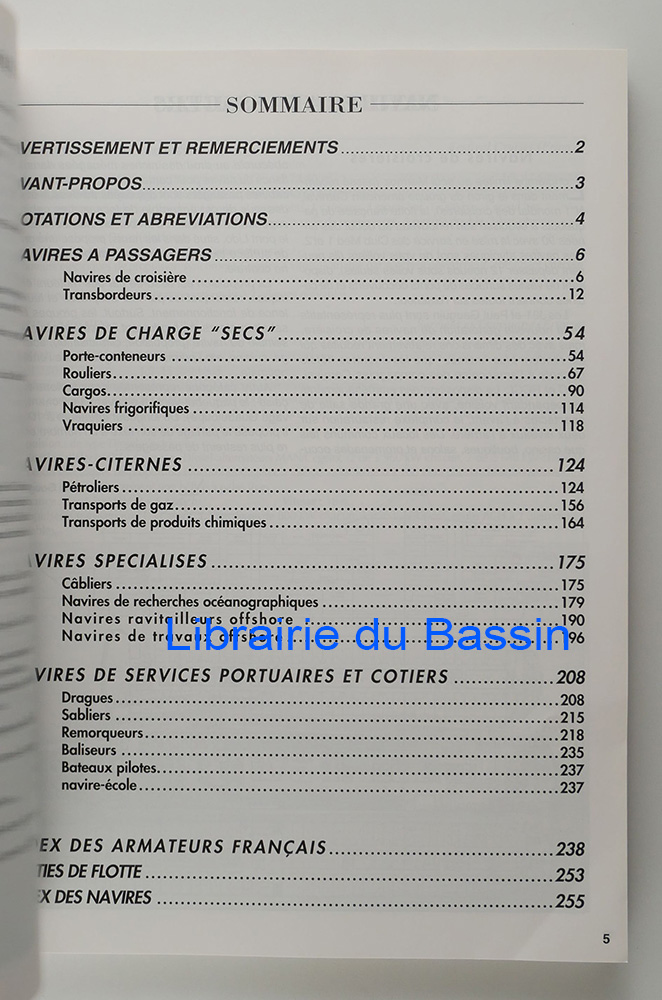 SOMMAIRE
VERTISSEMENT ET REMERCIEMENTS 2
VANT-PROPOS 3
OTATIONS ET ABREVIATIONS 4
AVIRES A PASSAGERS 6
Navires de croisière 6
Transbordeurs 12
AVIRES DE CHARGE “SECS” 54
Porte-conteneurs 54
Rouliers 67
Cargos 90
Navires frigorifiques 114
Vraquiers 118
AVIRES-CITERNES 124
Pétroliers 124
Transports de gaz 156
Transports de produits chimiques 164
AVIRES SPECIALISES 175
Câbliers 175
Navires de recherches océanographiques 179
Navires ravitailleurs offshore 190
Navires de travaux offshore 196
Librairie du Bassin
VIRES DE SERVICES PORTUAIRES ET COTIERS 208
Dragues 208
Sabliers 215
Remorqueurs 218
Baliseurs 235
Bateaux pilotes 237
navire-école 237
EX DES ARMATEURS FRANÇAIS 238
TIES DE FLOTTE 253
EX DES NAVIRES 255
5